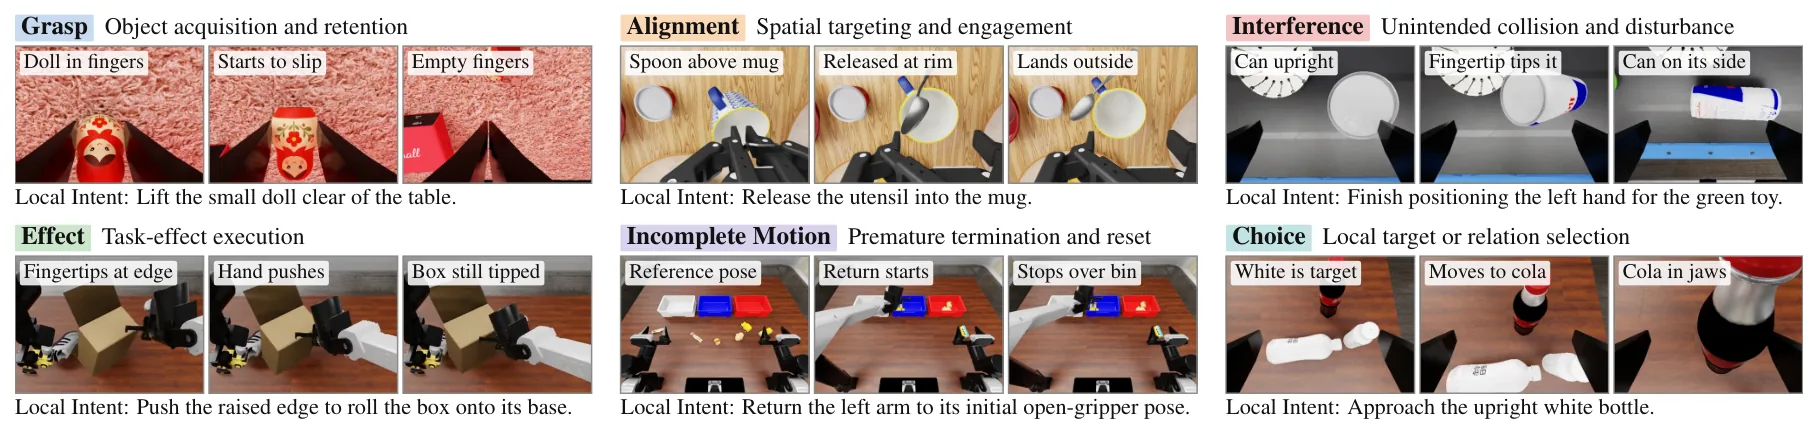 Grasp Object acquisition and retention
Doll in fingers
Starts to slip
Empty fingers
Local Intent: Lift the small doll clear of the table.
Alignment Spatial targeting and engagement
Spoon above mug
Released at rim
Lands outside
Local Intent: Release the utensil into the mug.
Interference Unintended collision and disturbance
Can upright
Fingertip tips it
Can on its side
Local Intent: Finish positioning the left hand for the green toy.
Effect Task-effect execution
Fingertips at edge
Hand pushes
Box still tipped
Local Intent: Push the raised edge to roll the box onto its base.
Incomplete Motion Premature termination and reset
Reference pose
Return starts
Stops over bin
Local Intent: Return the left arm to its initial open-gripper pose.
Choice Local target or relation selection
White is target
Moves to cola
Cola in jaws
Local Intent: Approach the upright white bottle.